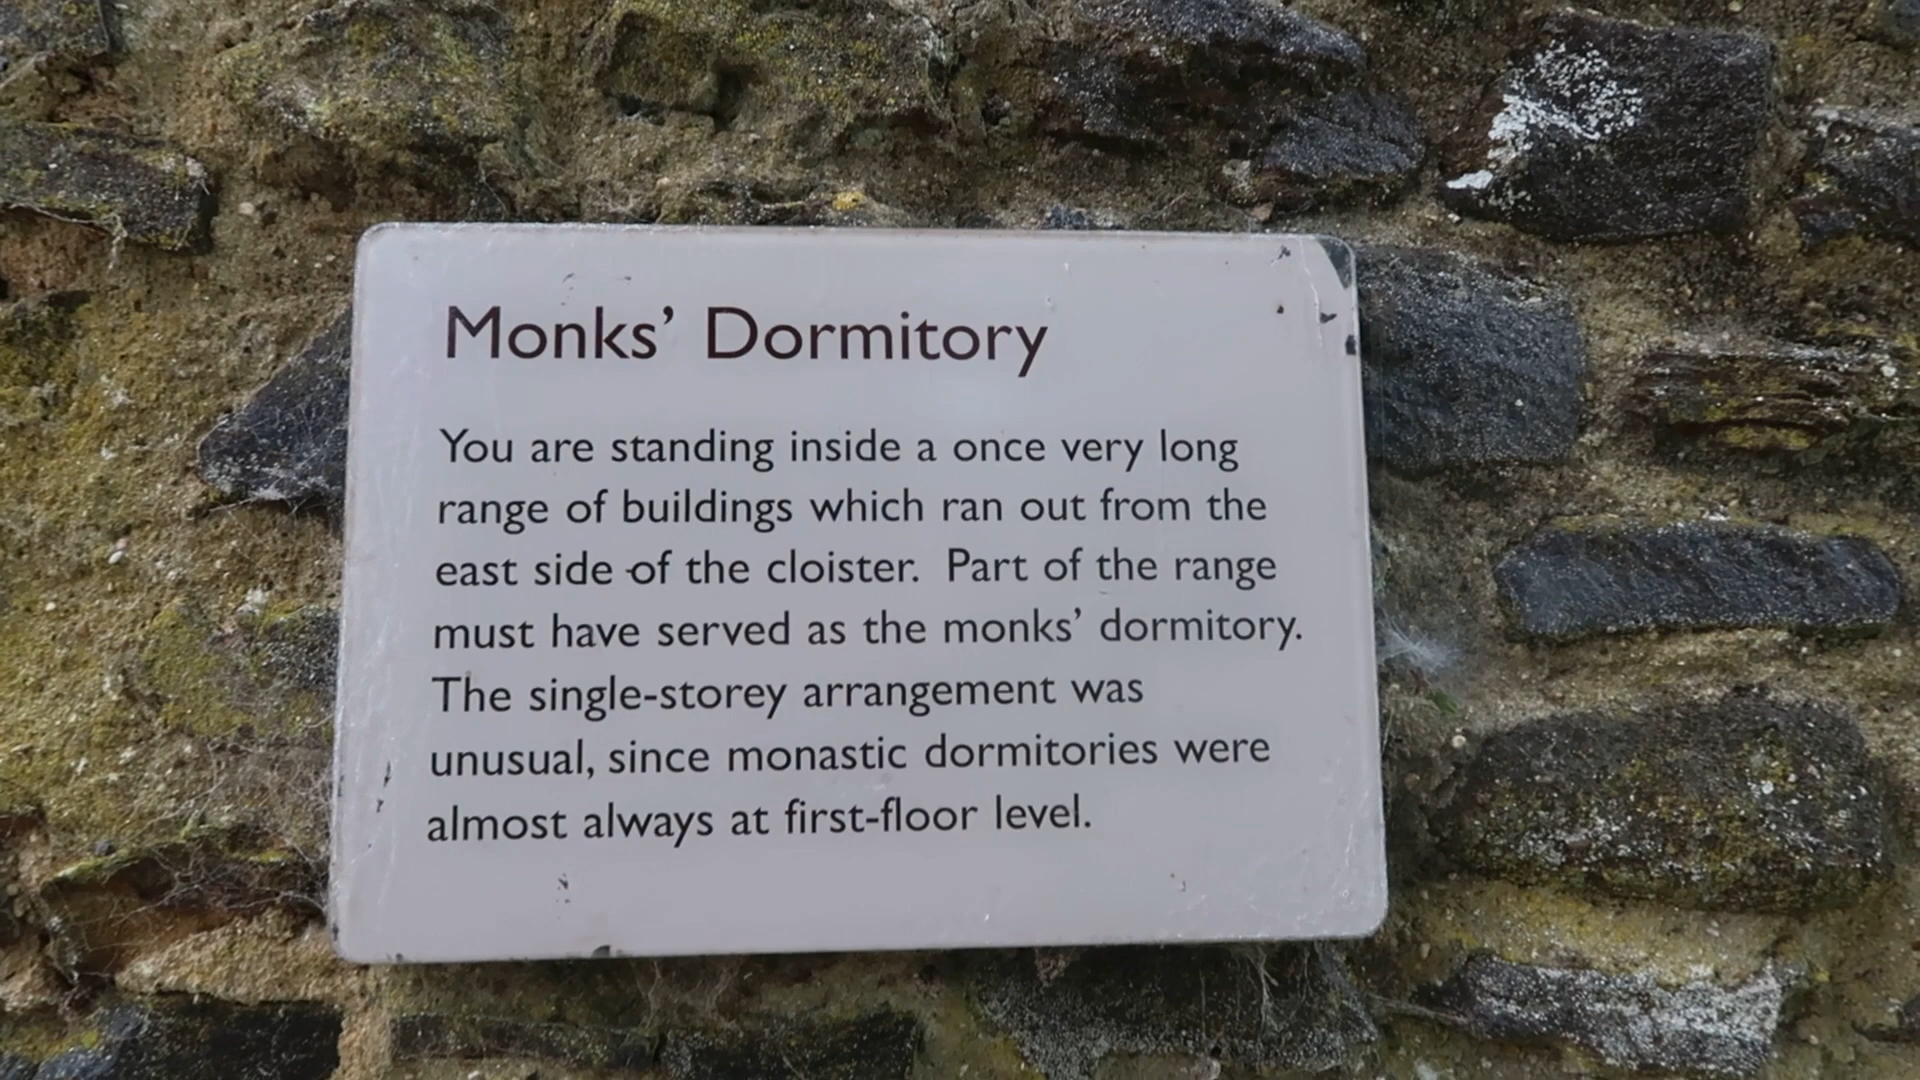 Monks’ Dormitory
You are standing inside a once very long
range of buildings which ran out from the
east side of the cloister. Part of the range
must have served as the monks’ dormitory.
The single-storey arrangement was
unusual, since monastic dormitories were
almost always at first-floor level.